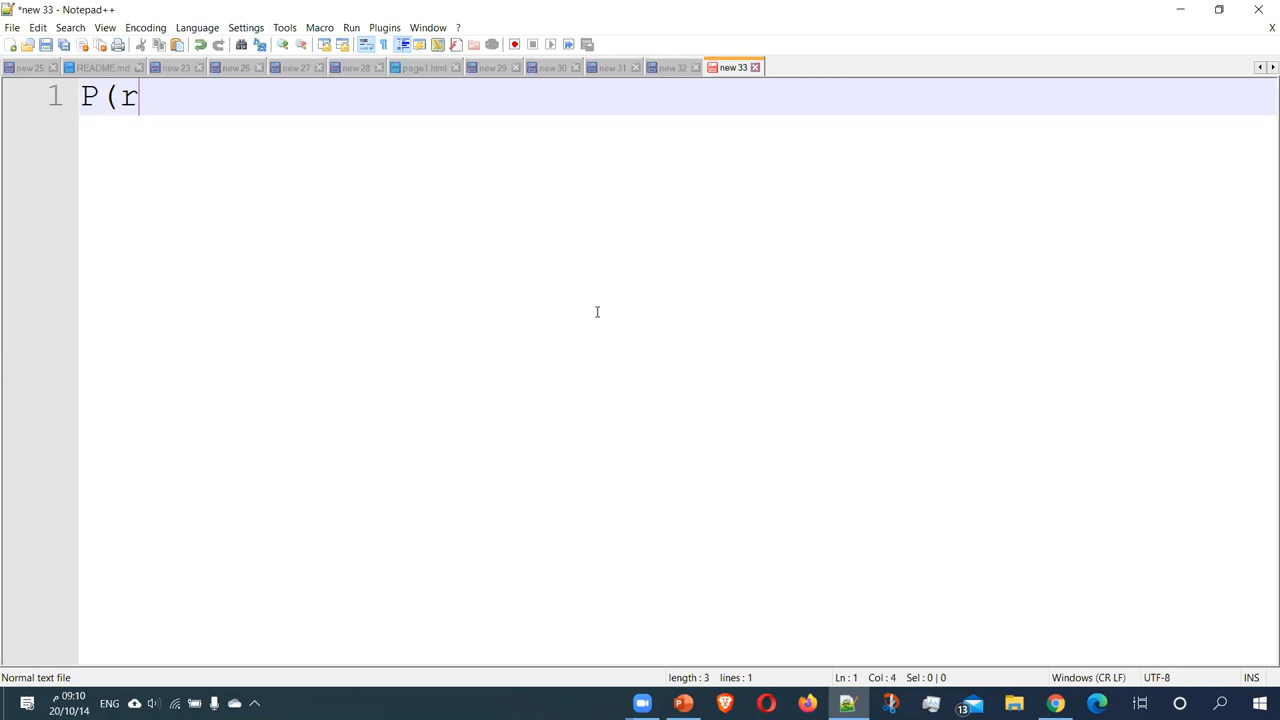 *new 33 - Notepad++
File Edit Search View Encoding Language Settings Tools Macro Run Plugins Window ? X
new 25 README.md new 23 new 26 new 27 new 28 page1.html new 29 new 30 new 31 new 32 new 33
1 P(r
Normal text file length : 3 lines : 1 Ln : 1 Col : 4 Sel : 0 | 0 Windows (CR LF) UTF-8 INS
09:10 م
20/10/14
ENG
13